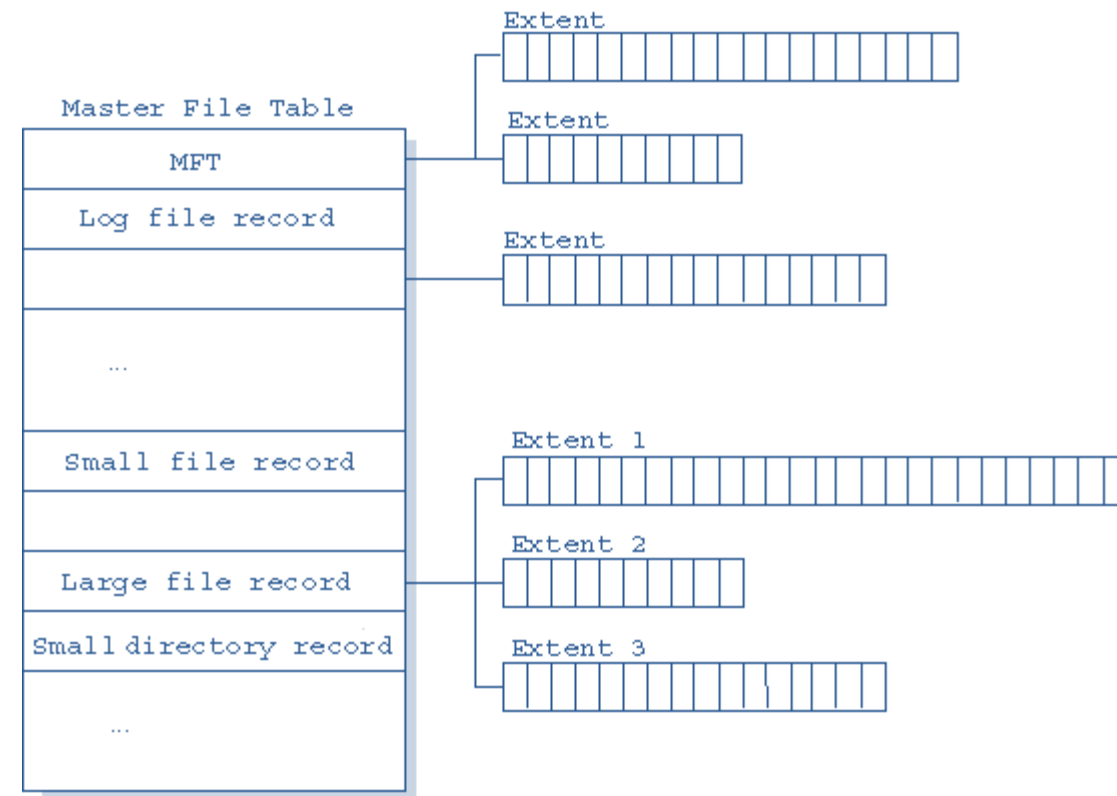 Extent
Master File Table
Extent
MFT
Log file record
Extent
...
Extent 1
Small file record
Extent 2
Large file record
Small directory record
Extent 3
...